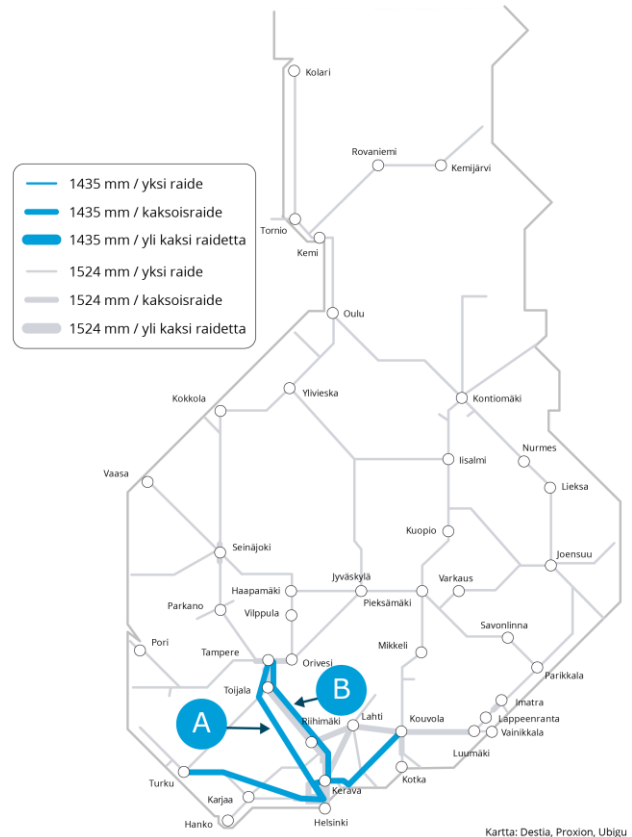 Kolari
Rovaniemi
Kemijärvi
1435 mm / yksi raide
1435 mm / kaksoisraide
1435 mm / yli kaksi raidetta
1524 mm / yksi raide
1524 mm / kaksoisraide
1524 mm / yli kaksi raidetta
Tornio
Kemi
Oulu
Ylivieska
Kokkola
Kontiomäki
Nurmes
Iisalmi
Lieksa
Vaasa
Kuopio
Seinäjoki
Joensuu
Jyväskylä
Haapamäki
Varkaus
Pieksämäki
Parkano
Vilppula
Savonlinna
Pori
Mikkeli
Tampere
Orivesi
Parikkala
Toijala
B
Imatra
A
Riihimäki
Lahti
Kouvola
Lappeenranta
Vainikkala
Luumäki
Turku
Kerava
Kotka
Karjaa
Hanko
Helsinki
Kartta: Destia, Proxion, Ubigu